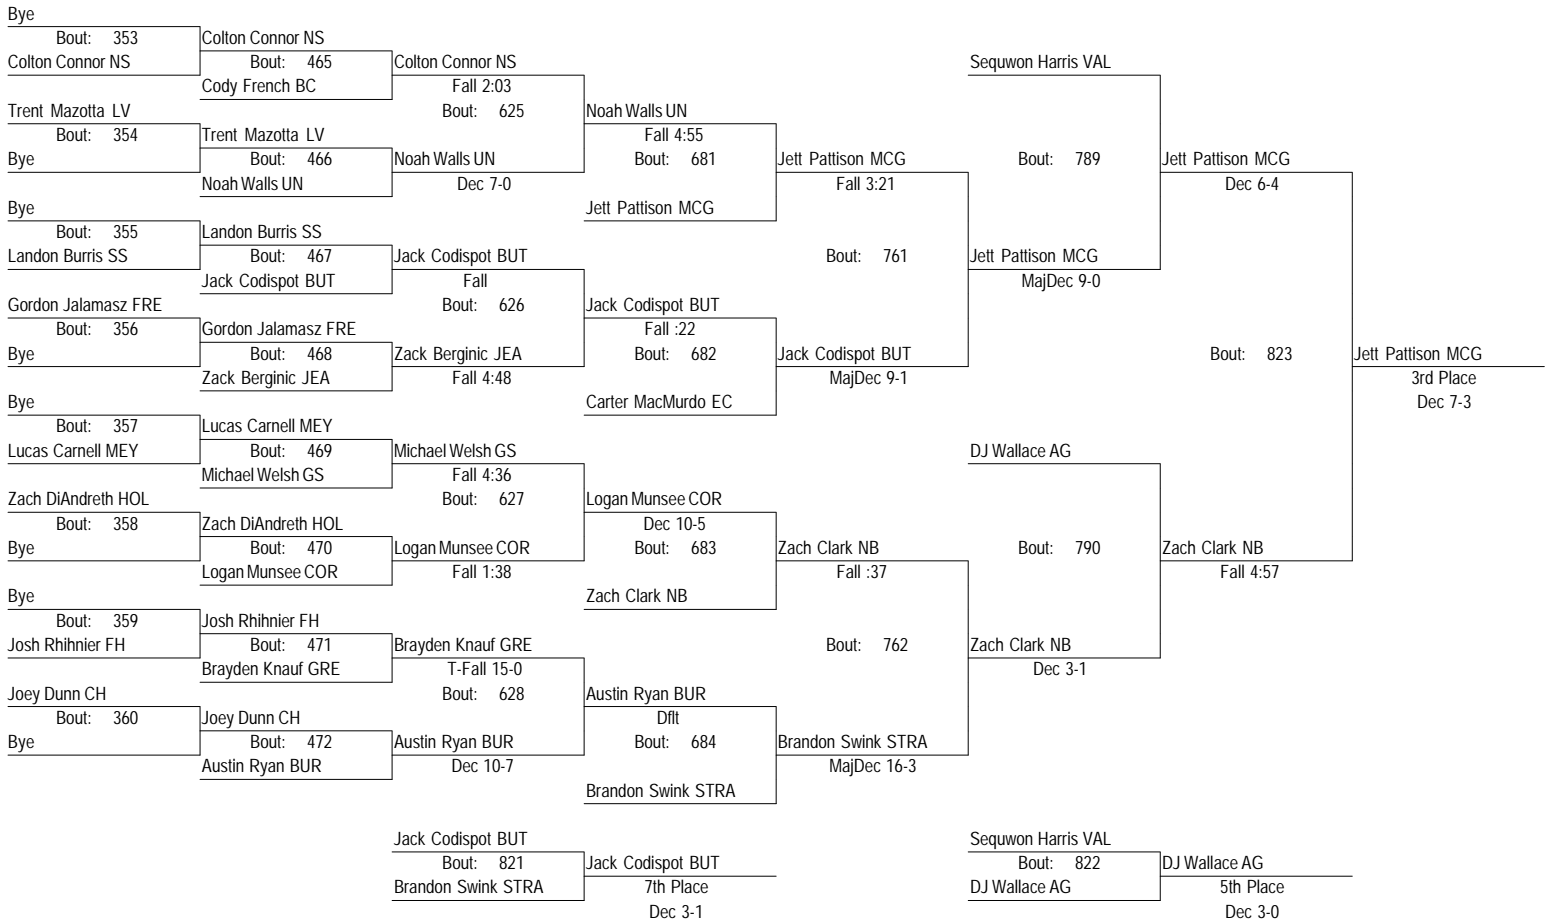 Bye
Bout: 353 Colton Connor NS
Colton Connor NS Bout: 465 Colton Connor NS Sequwon Harris VAL
Cody French BC Fall 2:03
Trent Mazotta LV Bout: 625 Noah Walls UN
Bout: 354 Trent Mazotta LV Fall 4:55
Bye Bout: 466 Noah Walls UN Bout: 681 Jett Pattison MCG Bout: 789 Jett Pattison MCG
Noah Walls UN Dec 7-0 Fall 3:21 Dec 6-4
Bye Jett Pattison MCG
Bout: 355 Landon Burris SS
Landon Burris SS Bout: 467 Jack Codispot BUT Bout: 761 Jett Pattison MCG
Jack Codispot BUT Fall MajDec 9-0
Gordon Jalamasz FRE Bout: 626 Jack Codispot BUT
Bout: 356 Gordon Jalamasz FRE Fall :22
Bye Bout: 468 Zack Berginic JEA Bout: 682 Jack Codispot BUT Bout: 823 Jett Pattison MCG
Zack Berginic JEA Fall 4:48 MajDec 9-1 3rd Place
Bye Carter MacMurdo EC Dec 7-3
Bout: 357 Lucas Carnell MEY
Lucas Carnell MEY Bout: 469 Michael Welsh GS DJ Wallace AG
Michael Welsh GS Fall 4:36
Zach DiAndreth HOL Bout: 627 Logan Munsee COR
Bout: 358 Zach DiAndreth HOL Dec 10-5
Bye Bout: 470 Logan Munsee COR Bout: 683 Zach Clark NB Bout: 790 Zach Clark NB
Logan Munsee COR Fall 1:38 Fall :37 Fall 4:57
Bye Zach Clark NB
Bout: 359 Josh Rhihnier FH
Josh Rhihnier FH Bout: 471 Brayden Knauf GRE Bout: 762 Zach Clark NB
Brayden Knauf GRE T-Fall 15-0 Dec 3-1
Joey Dunn CH Bout: 628 Austin Ryan BUR
Bout: 360 Joey Dunn CH Dflt
Bye Bout: 472 Austin Ryan BUR Bout: 684 Brandon Swink STRA
Austin Ryan BUR Dec 10-7 MajDec 16-3
Brandon Swink STRA
Jack Codispot BUT Sequwon Harris VAL
Bout: 821 Jack Codispot BUT Bout: 822 DJ Wallace AG
Brandon Swink STRA 7th Place DJ Wallace AG 5th Place
Dec 3-1 Dec 3-0